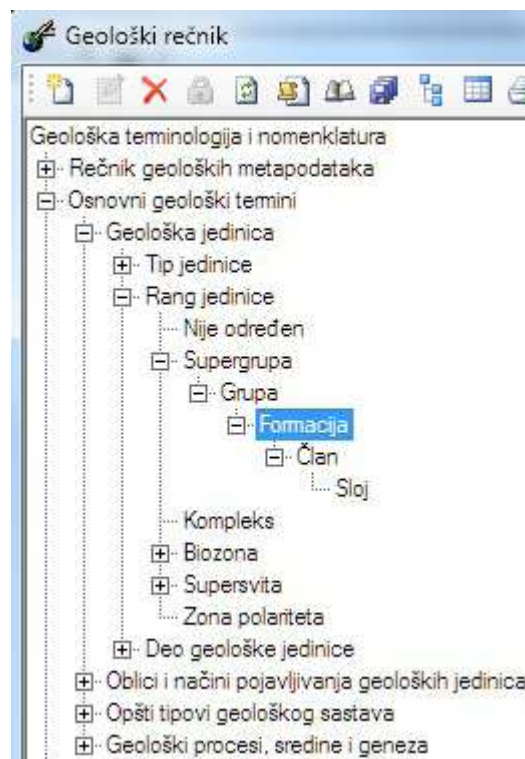 Geološki rečnik
Geološka terminologija i nomenklatura
Rečnik geoloških metapodataka
Osnovni geološki termini
Geološka jedinica
Tip jedinice
Rang jedinice
Nije određen
Supergrupa
Grupa
Formacija
Član
Sloj
Kompleks
Biozona
Supersvita
Zona polariteta
Deo geološke jedinice
Oblici i načini pojavljivanja geoloških jedinica
Opšti tipovi geološkog sastava
Geološki procesi, sredine i geneza